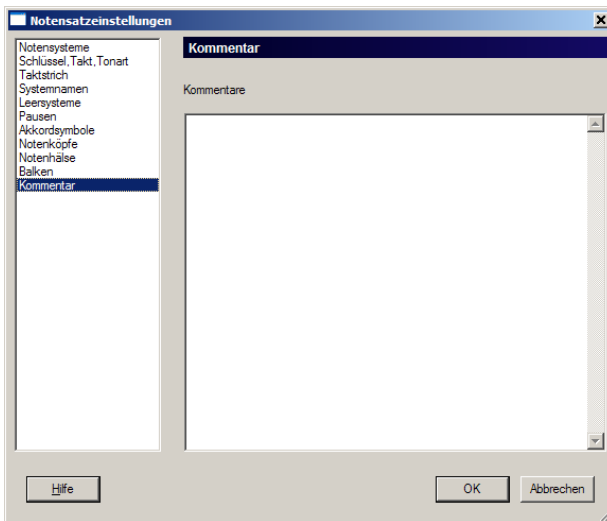 Notensatzeinstellungen
Notensysteme
Schlüssel,Takt,Tonart
Taktstrich
Systemnamen
Leersysteme
Pausen
Akkordsymbole
Notenköpfe
Notenhälse
Balken
Kommentar
Kommentar
Kommentare
Hilfe
OK
Abbrechen